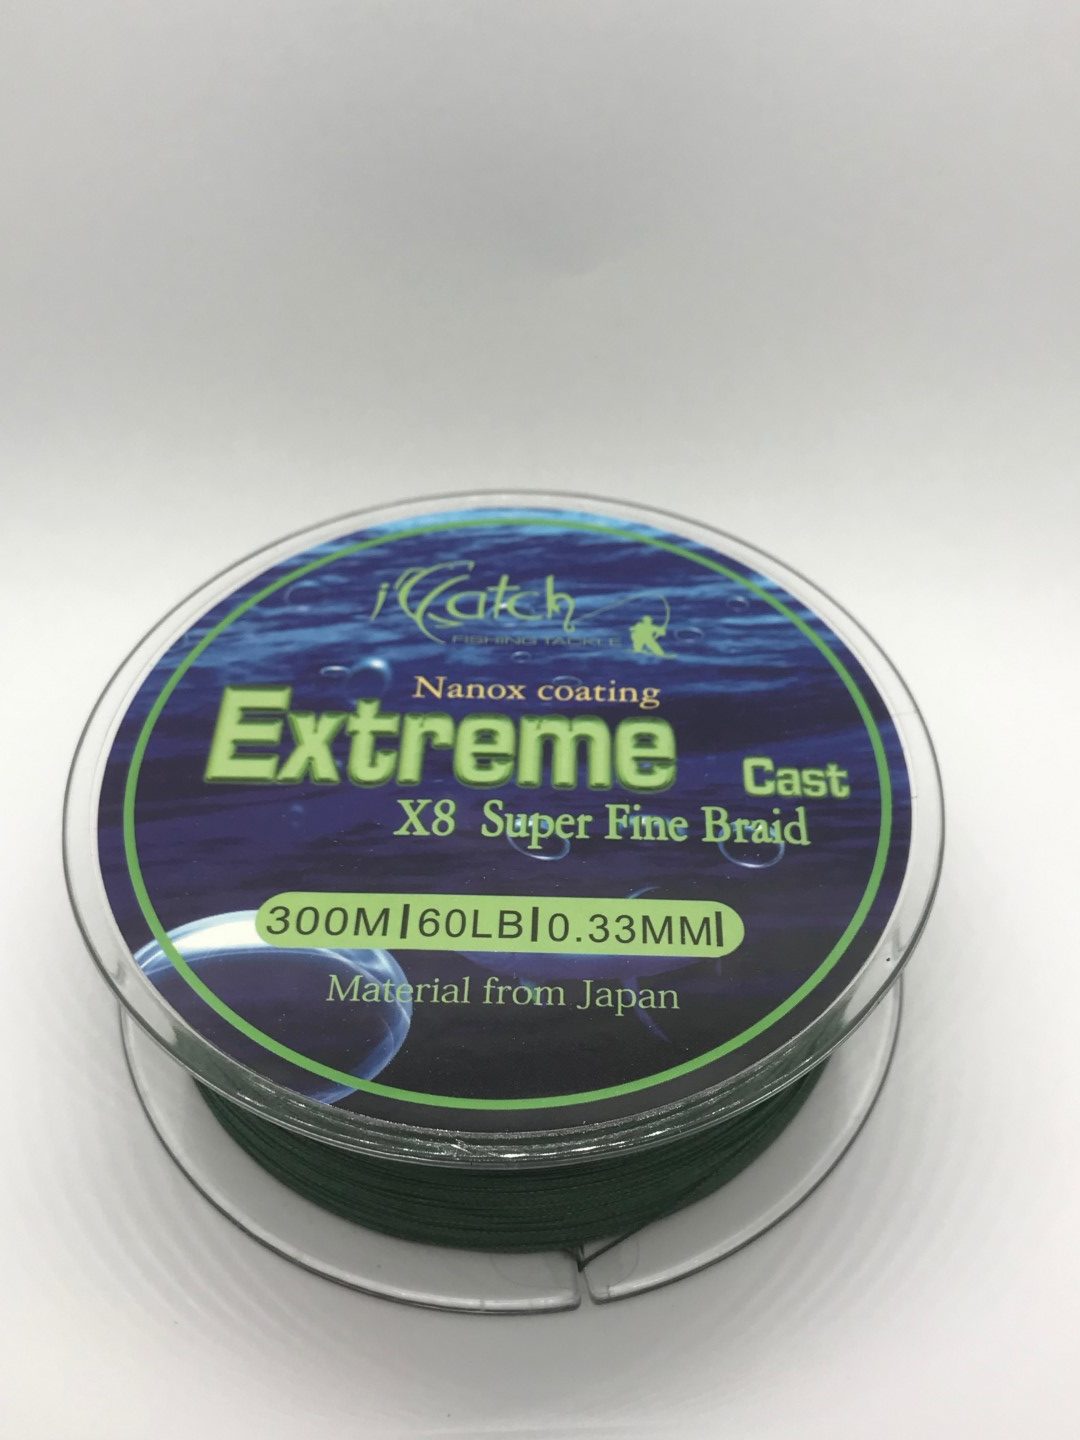 iCatch
FISHING TACKLE
Nanox coating
Extreme Cast
X8 Super Fine Braid
300M|60LB|0.33MM|
Material from Japan